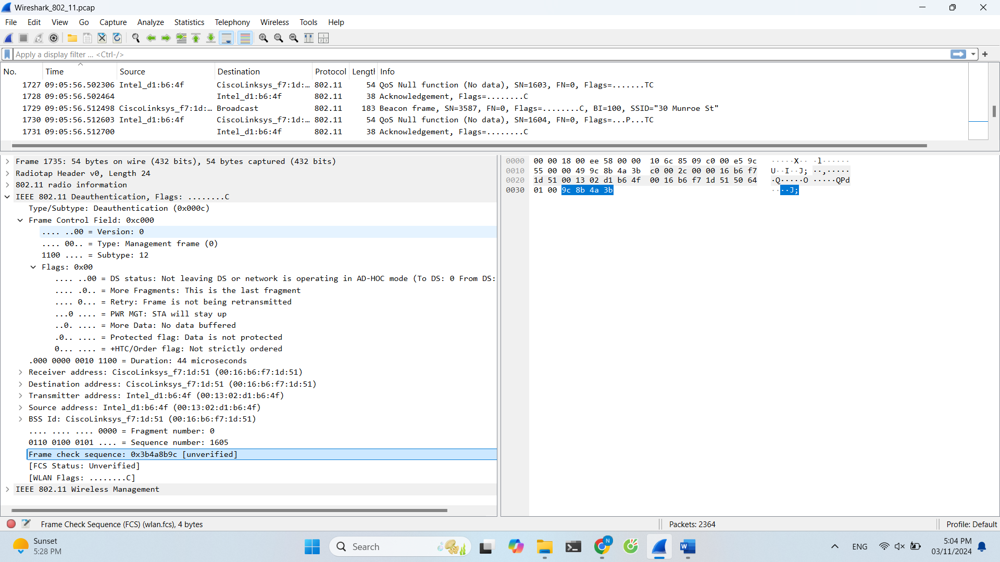 Wireshark_802_11.pcap
File Edit View Go Capture Analyze Statistics Telephony Wireless Tools Help
Apply a display filter ... <Ctrl-/>
No. Time Source Destination Protocol Length Info
1727 09:05:56.502306 Intel_d1:b6:4f CiscoLinksys_f7:1d:… 802.11 54 QoS Null function (No data), SN=1603, FN=0, Flags=.......TC
1728 09:05:56.502464 Intel_d1:b6:4f 802.11 38 Acknowledgement, Flags=........C
1729 09:05:56.512498 CiscoLinksys_f7:1d:… Broadcast 802.11 183 Beacon frame, SN=3587, FN=0, Flags=........C, BI=100, SSID="30 Munroe St"
1730 09:05:56.512603 Intel_d1:b6:4f CiscoLinksys_f7:1d:… 802.11 54 QoS Null function (No data), SN=1604, FN=0, Flags=...P...TC
1731 09:05:56.512700 Intel_d1:b6:4f 802.11 38 Acknowledgement, Flags=........C
Frame 1735: 54 bytes on wire (432 bits), 54 bytes captured (432 bits)
Radiotap Header v0, Length 24
802.11 radio information
IEEE 802.11 Deauthentication, Flags: ........C
Type/Subtype: Deauthentication (0x000c)
Frame Control Field: 0xc000
.... ..00 = Version: 0
.... 00.. = Type: Management frame (0)
1100 .... = Subtype: 12
Flags: 0x00
.... ..00 = DS status: Not leaving DS or network is operating in AD-HOC mode (To DS: 0 From DS:
.... .0.. = More Fragments: This is the last fragment
.... 0... = Retry: Frame is not being retransmitted
...0 .... = PWR MGT: STA will stay up
..0. .... = More Data: No data buffered
.0.. .... = Protected flag: Data is not protected
0... .... = +HTC/Order flag: Not strictly ordered
.000 0000 0010 1100 = Duration: 44 microseconds
Receiver address: CiscoLinksys_f7:1d:51 (00:16:b6:f7:1d:51)
Destination address: CiscoLinksys_f7:1d:51 (00:16:b6:f7:1d:51)
Transmitter address: Intel_d1:b6:4f (00:13:02:d1:b6:4f)
Source address: Intel_d1:b6:4f (00:13:02:d1:b6:4f)
BSS Id: CiscoLinksys_f7:1d:51 (00:16:b6:f7:1d:51)
.... .... .... 0000 = Fragment number: 0
0110 0100 0101 .... = Sequence number: 1605
Frame check sequence: 0x3b4a8b9c [unverified]
[FCS Status: Unverified]
[WLAN Flags: ........C]
IEEE 802.11 Wireless Management
0000 00 00 18 00 ee 58 00 00 10 6c 85 09 c0 00 e5 9c ·····X·· ·l······
0010 55 00 00 49 9c 8b 4a 3b c0 00 2c 00 00 16 b6 f7 U··I··J; ··,·····
0020 1d 51 00 13 02 d1 b6 4f 00 16 b6 f7 1d 51 50 64 ·Q·····O ·····QPd
0030 01 00 9c 8b 4a 3b ····J;
Frame Check Sequence (FCS) (wlan.fcs), 4 bytes
Packets: 2364
Profile: Default
Sunset
5:28 PM
Search
N
W
ENG
5:04 PM
03/11/2024